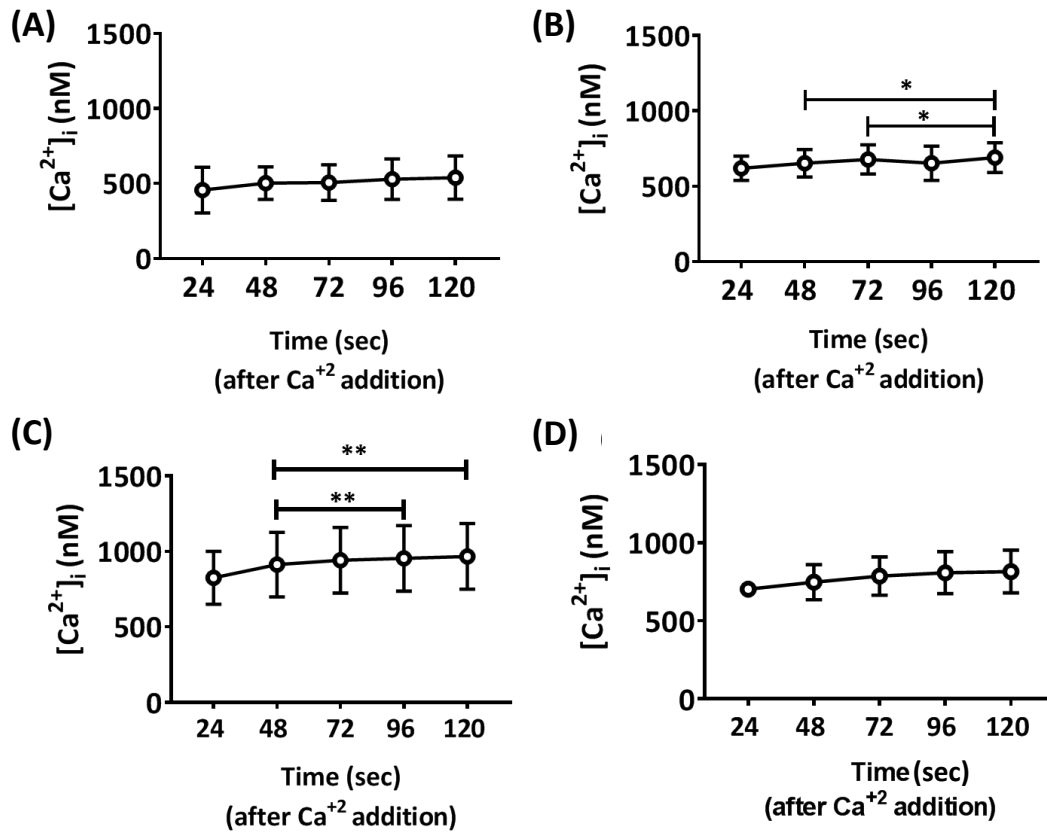 (A)
1500
1000
500
0
[Ca²⁺]ᵢ (nM)
24 48 72 96 120
Time (sec)
(after Ca⁺² addition)
(B)
1500
1000
500
0
[Ca²⁺]ᵢ (nM)
*
*
24 48 72 96 120
Time (sec)
(after Ca⁺² addition)
(C)
1500
1000
500
0
[Ca²⁺]ᵢ (nM)
**
**
24 48 72 96 120
Time (sec)
(after Ca⁺² addition)
(D)
1500
1000
500
0
[Ca²⁺]ᵢ (nM)
24 48 72 96 120
Time (sec)
(after Ca⁺² addition)